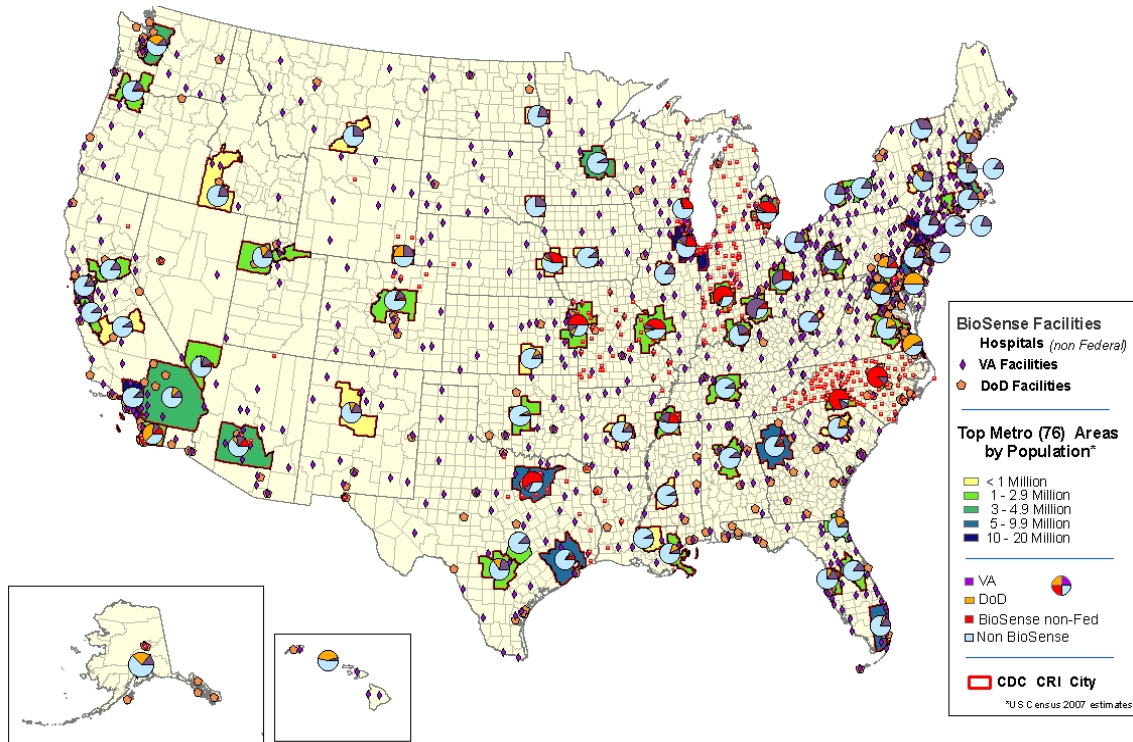 BioSense Facilities
Hospitals (non Federal)
VA Facilities
DoD Facilities
Top Metro (76) Areas
by Population*
< 1 Million
1 - 2.9 Million
3 - 4.9 Million
5 - 9.9 Million
10 - 20 Million
VA
DoD
BioSense non-Fed
Non BioSense
CDC CRI City
*US Census 2007 estimates